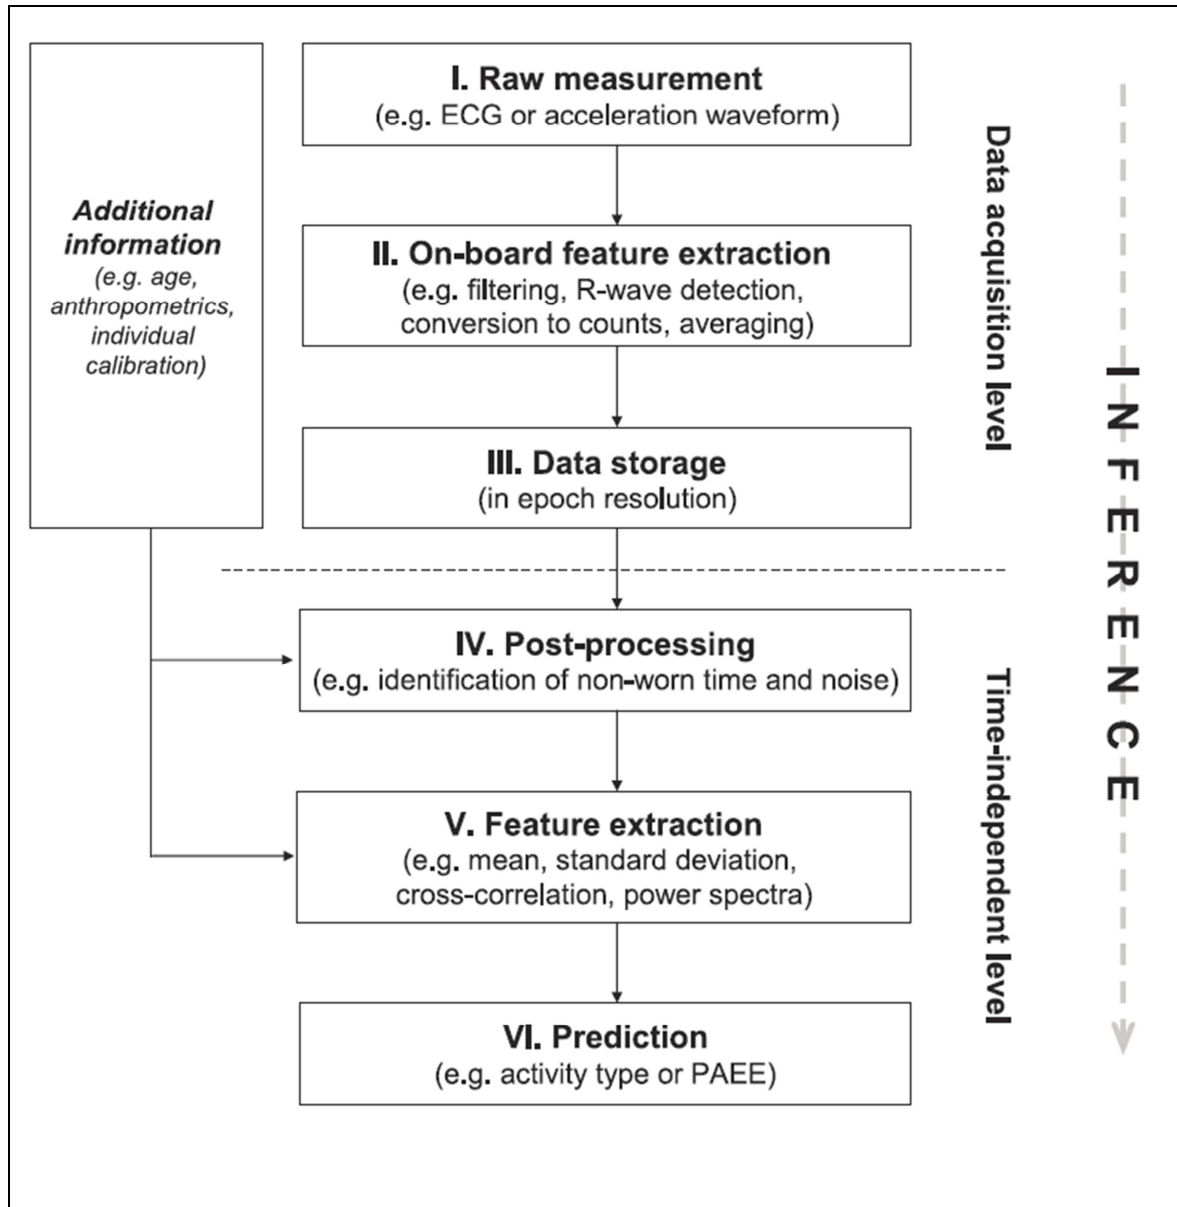 I. Raw measurement
(e.g. ECG or acceleration waveform)
Additional
information
(e.g. age,
anthropometrics,
individual
calibration)
II. On-board feature extraction
(e.g. filtering, R-wave detection,
conversion to counts, averaging)
III. Data storage
(in epoch resolution)
Data acquisition level
IV. Post-processing
(e.g. identification of non-worn time and noise)
V. Feature extraction
(e.g. mean, standard deviation,
cross-correlation, power spectra)
VI. Prediction
(e.g. activity type or PAEE)
Time-independent level
INFERENCE